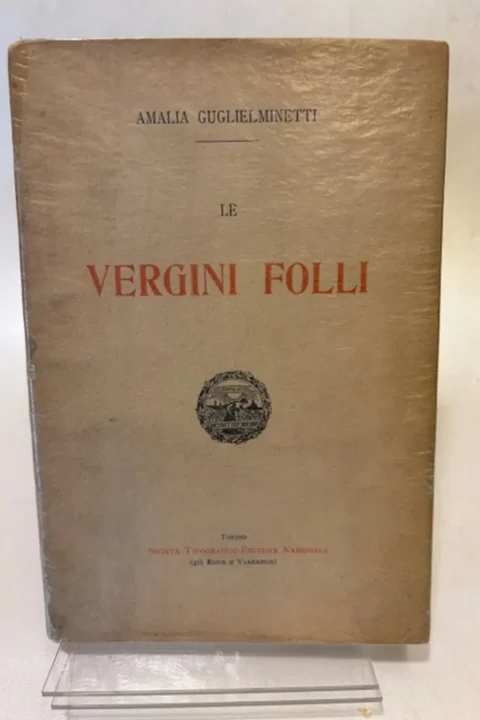 AMALIA GUGLIELMINETTI
LE
VERGINI FOLLI
TORINO
SOCIETÀ TIPOGRAFICO-EDITRICE NAZIONALE
(già ROUX e VIARENGO)